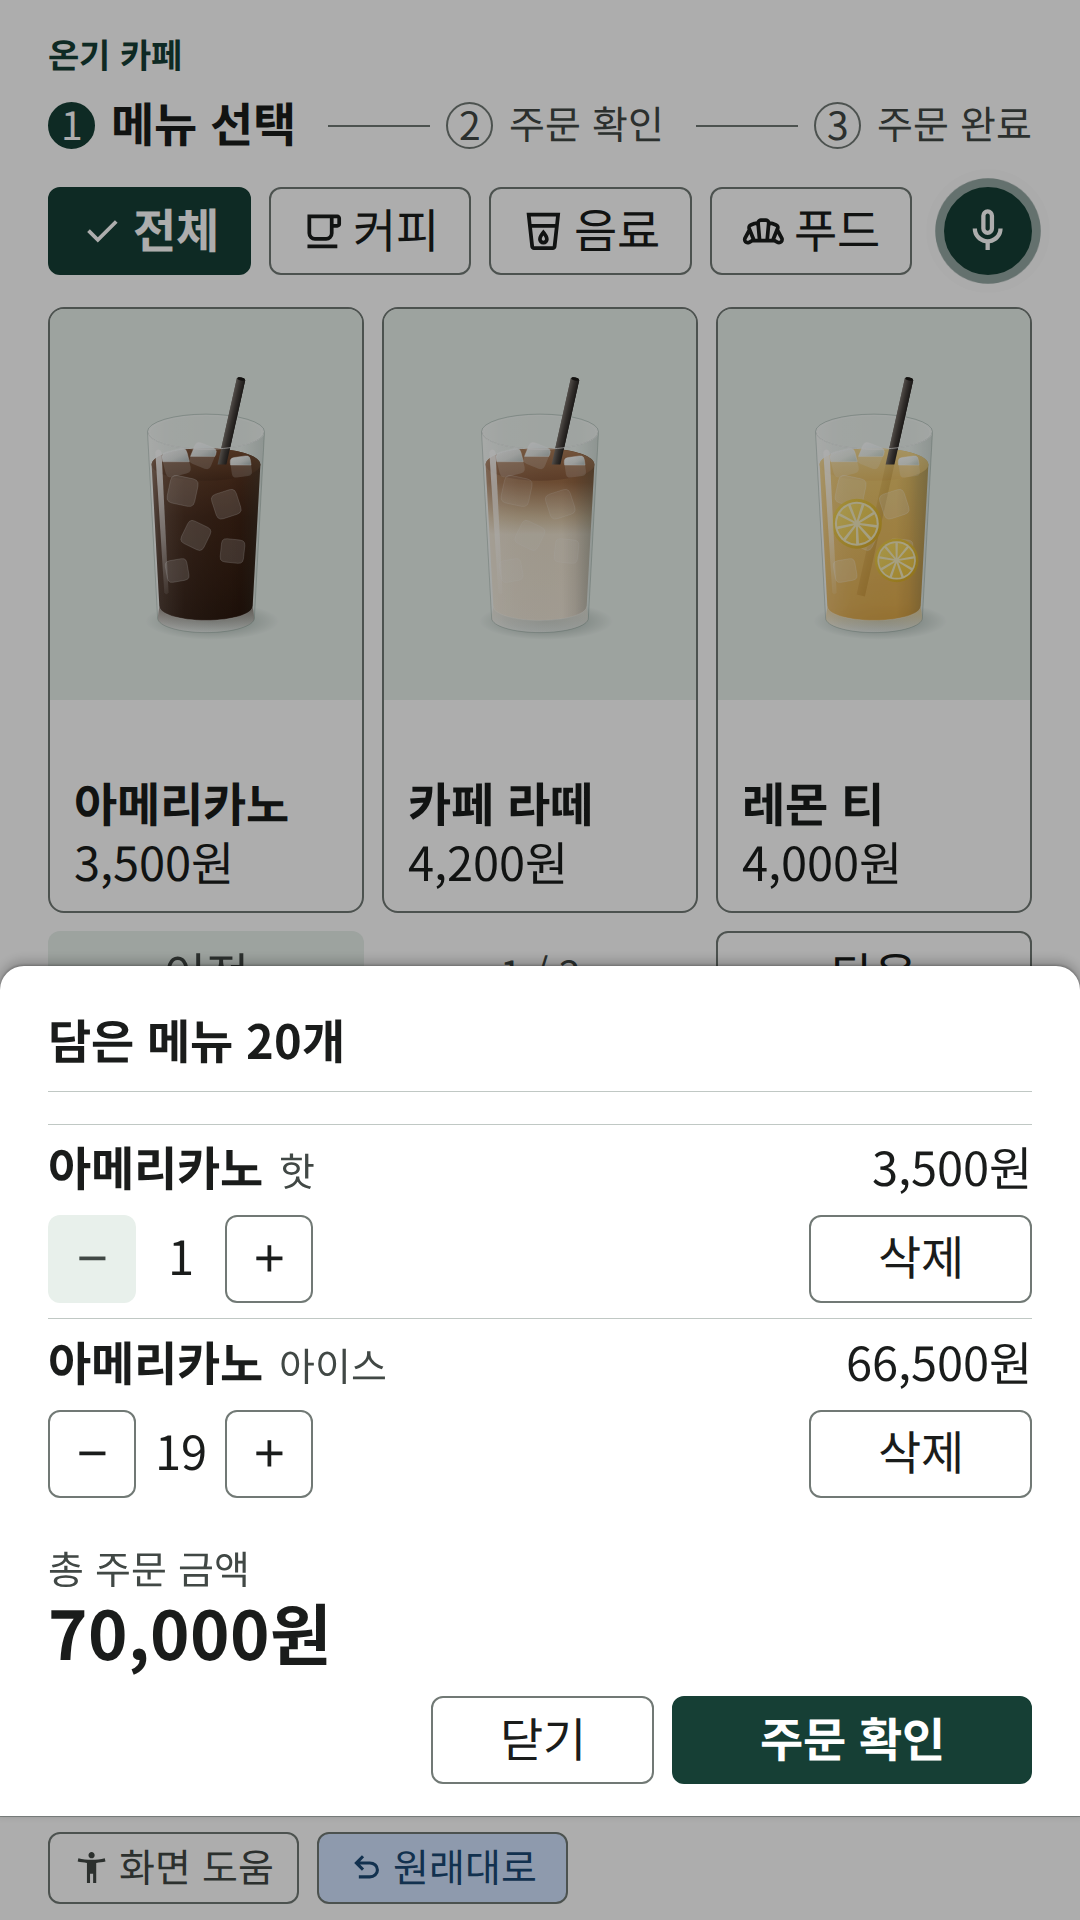 온기 카페
1 메뉴 선택 2 주문 확인 3 주문 완료
전체 커피 음료 푸드
아메리카노 카페 라떼 레몬 티
3,500원 4,200원 4,000원
담은 메뉴 20개
아메리카노 핫 3,500원
− 1 + 삭제
아메리카노 아이스 66,500원
− 19 + 삭제
총 주문 금액
70,000원
닫기 주문 확인
화면 도움 원래대로